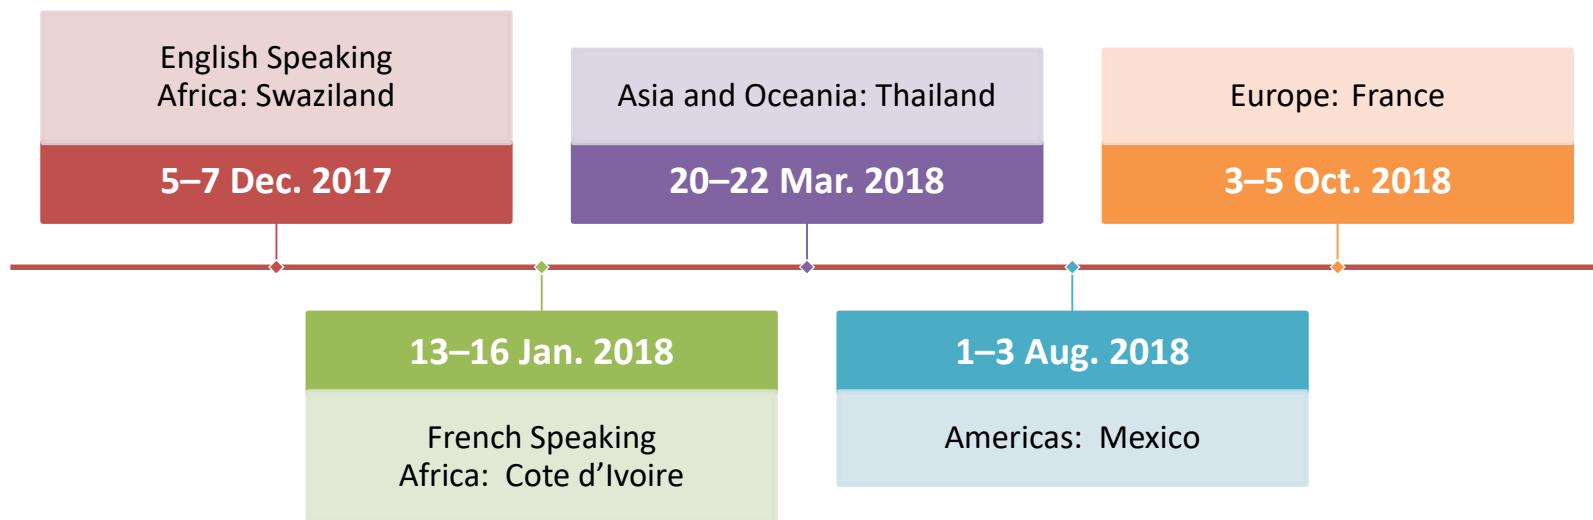 English Speaking
Africa: Swaziland
5–7 Dec. 2017
13–16 Jan. 2018
French Speaking
Africa:  Cote d’Ivoire
Asia and Oceania: Thailand
20–22 Mar. 2018
1–3 Aug. 2018
Americas:  Mexico
Europe:  France
3–5 Oct. 2018